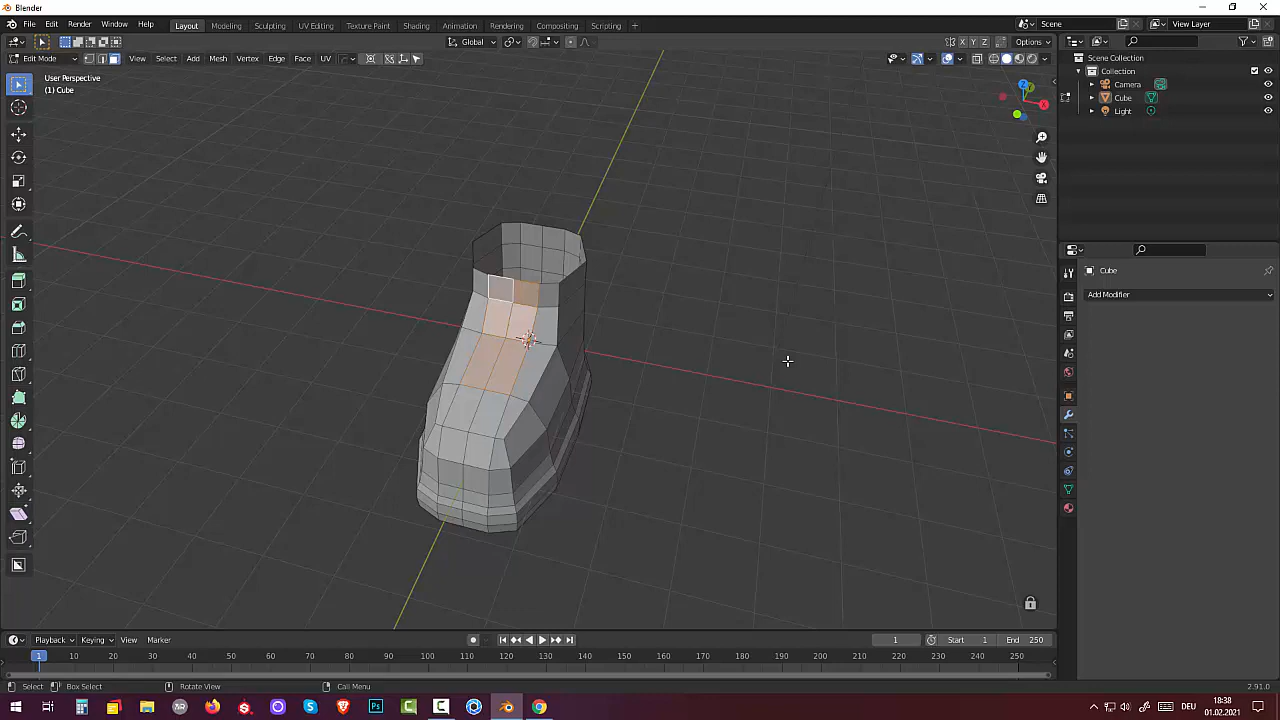 Blender
File Edit Render Window Help Layout Modeling Sculpting UV Editing Texture Paint Shading Animation Rendering Compositing Scripting + Scene View Layer
Global X Y Z Options
Edit Mode View Select Add Mesh Vertex Edge Face UV
User Perspective
(1) Cube
Scene Collection
Collection
Camera
Cube
Light
Z
X
Cube
Add Modifier
Playback Keying View Marker 1 Start 1 End 250
1 10 20 30 40 50 60 70 80 90 100 110 120 130 140 150 160 170 180 190 200 210 220 230 240 250
Select Box Select Rotate View Call Menu 2.91.0
18:38
DEU
01.02.2021